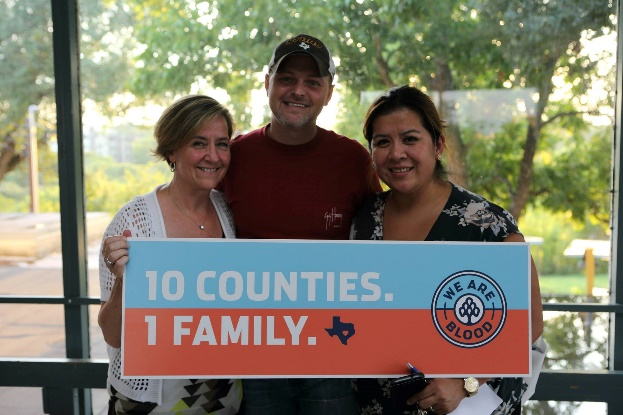 10 COUNTIES.
1 FAMILY.
WE ARE
BLOOD